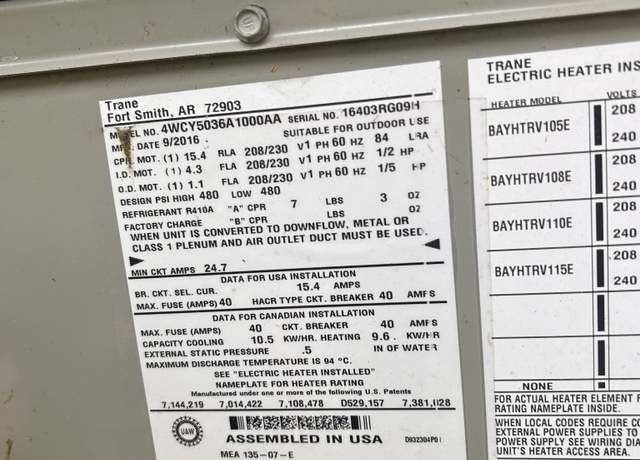 Trane
Fort Smith, AR 72903
MODEL NO. 4WCY5036A1000AA SERIAL NO. 16403RG09H
MFG DATE 9/2016 SUITABLE FOR OUTDOOR USE
CPR. MOT. (1) 15.4 RLA 208/230 V1 PH 60 HZ 84 LRA
I.D. MOT. (1) 4.3 FLA 208/230 V1 PH 60 HZ 1/2 HP
O.D. MOT. (1) 1.1 FLA 208/230 V1 PH 60 HZ 1/5 HP
DESIGN PSI HIGH 480 LOW 480
REFRIGERANT R410A "A" CPR 7 LBS 3 OZ
FACTORY CHARGE "B" CPR LBS OZ
WHEN UNIT IS CONVERTED TO DOWNFLOW, METAL OR
CLASS 1 PLENUM AND AIR OUTLET DUCT MUST BE USED.
MIN CKT AMPS 24.7
DATA FOR USA INSTALLATION
BR. CKT. SEL. CUR. 15.4 AMPS
MAX. FUSE (AMPS) 40 HACR TYPE CKT. BREAKER 40 AMPS
DATA FOR CANADIAN INSTALLATION
MAX. FUSE (AMPS) 40 CKT. BREAKER 40 AMPS
CAPACITY COOLING 10.5 KW/HR. HEATING 9.6 . KW/HR
EXTERNAL STATIC PRESSURE .5 IN OF WATER
MAXIMUM DISCHARGE TEMPERATURE IS 94 °C.
SEE "ELECTRIC HEATER INSTALLED"
NAMEPLATE FOR HEATER RATING
Manufactured under one or more of the following U.S. Patents
7,144,219 7,014,422 7,108,478 D529,157 7,381,028
U&W
ASSEMBLED IN USA
MEA 135-07-E
TRANE
ELECTRIC HEATER INS
HEATER MODEL VOLTS
BAYHTRV105E 208
240
BAYHTRV108E 208
240
BAYHTRV110E 208
240
BAYHTRV115E 208
240
NONE
FOR ACTUAL HEATER ELEMENT
RATING NAMEPLATE INSIDE.
WHEN LOCAL CODES REQUIRE
EXTERNAL POWER SUPPLIES TO
POWER SUPPLY SEE WIRING DIA
UNIT'S HEATER ACCESS AREA.